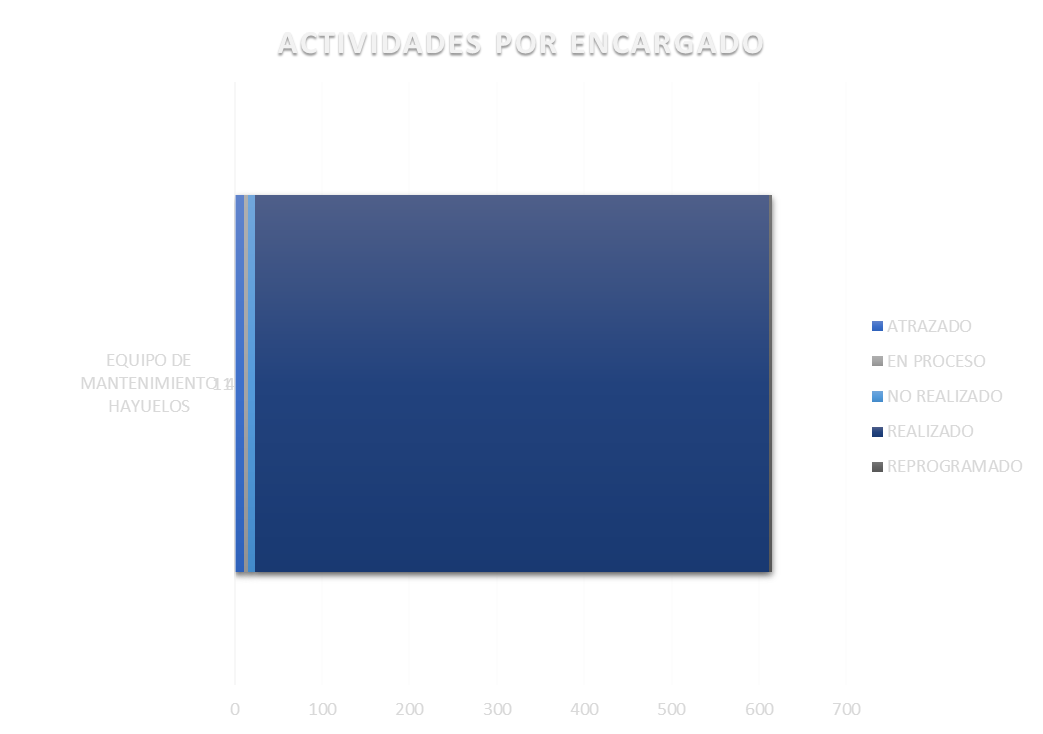 ACTIVIDADES POR ENCARGADO
EQUIPO DE
MANTENIMIENTO
HAYUELOS
ATRAZADO
EN PROCESO
NO REALIZADO
REALIZADO
REPROGRAMADO
0 100 200 300 400 500 600 700